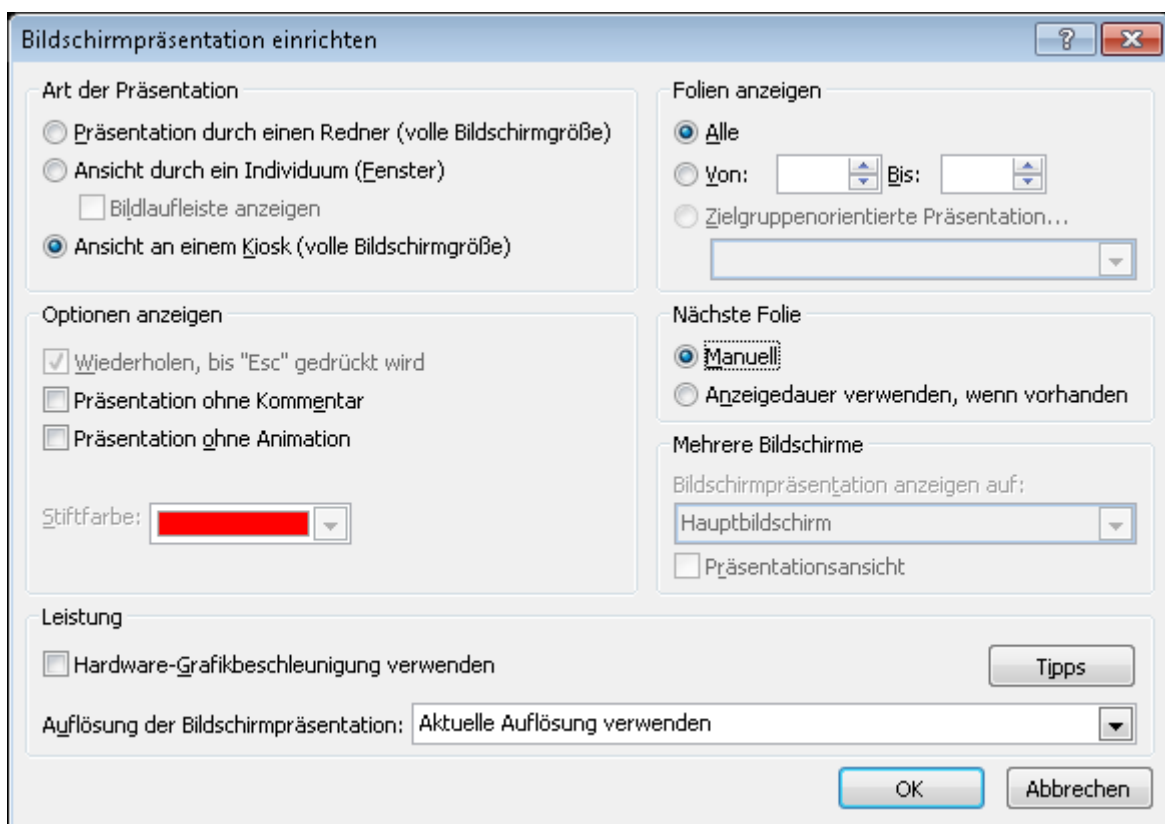 Bildschirmpräsentation einrichten
Art der Präsentation
Präsentation durch einen Redner (volle Bildschirmgröße)
Ansicht durch ein Individuum (Fenster)
Bildlaufleiste anzeigen
Ansicht an einem Kiosk (volle Bildschirmgröße)
Folien anzeigen
Alle
Von: Bis:
Zielgruppenorientierte Präsentation...
Optionen anzeigen
Wiederholen, bis "Esc" gedrückt wird
Präsentation ohne Kommentar
Präsentation ohne Animation
Stiftfarbe:
Nächste Folie
Manuell
Anzeigedauer verwenden, wenn vorhanden
Mehrere Bildschirme
Bildschirmpräsentation anzeigen auf:
Hauptbildschirm
Präsentationsansicht
Leistung
Hardware-Grafikbeschleunigung verwenden
Tipps
Auflösung der Bildschirmpräsentation: Aktuelle Auflösung verwenden
OK Abbrechen